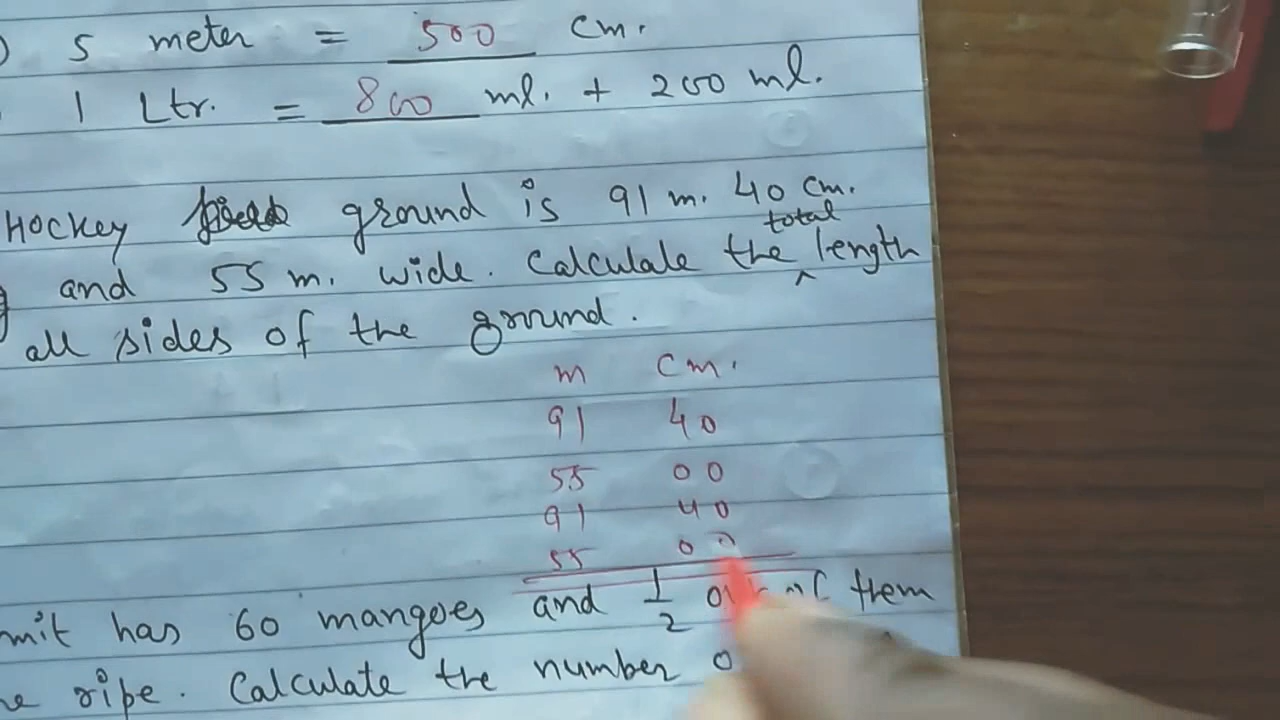 5 meter = 500 cm.
1 Ltr. = 800 ml. + 200 ml.
Hockey ground is 91 m. 40 cm.
total
and 55 m. wide. Calculate the length
all sides of the ground.
m cm.
91 40
55 00
91 40
55 00
has 60 mangoes and 1/2 of them
ripe. Calculate the number